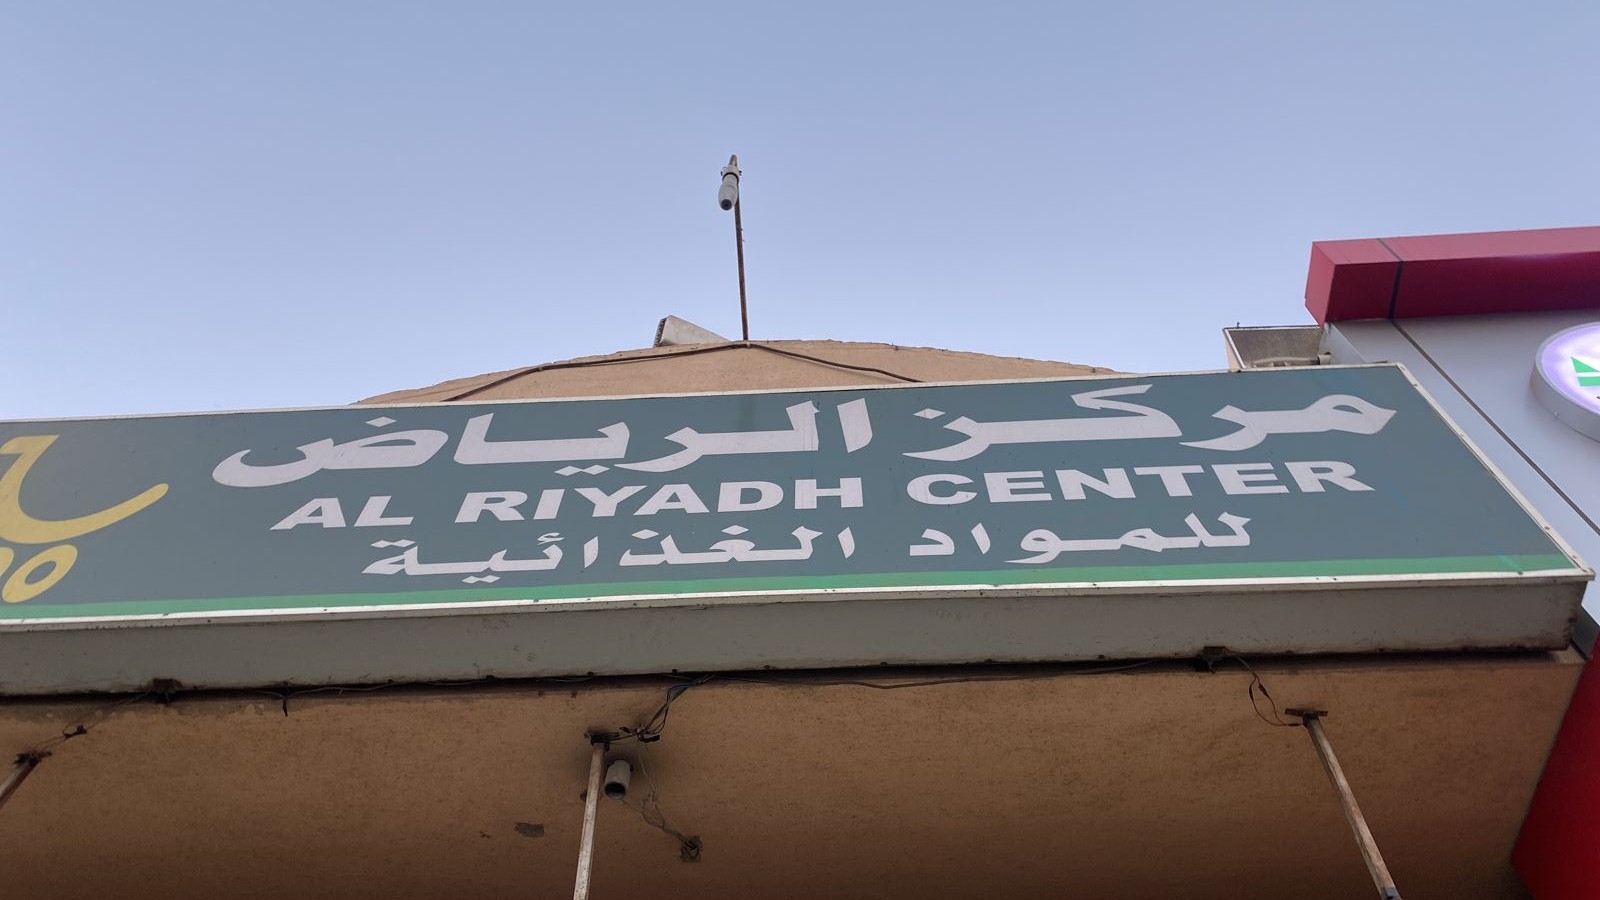 مركز الرياض
AL RIYADH CENTER
للمواد الغذائية